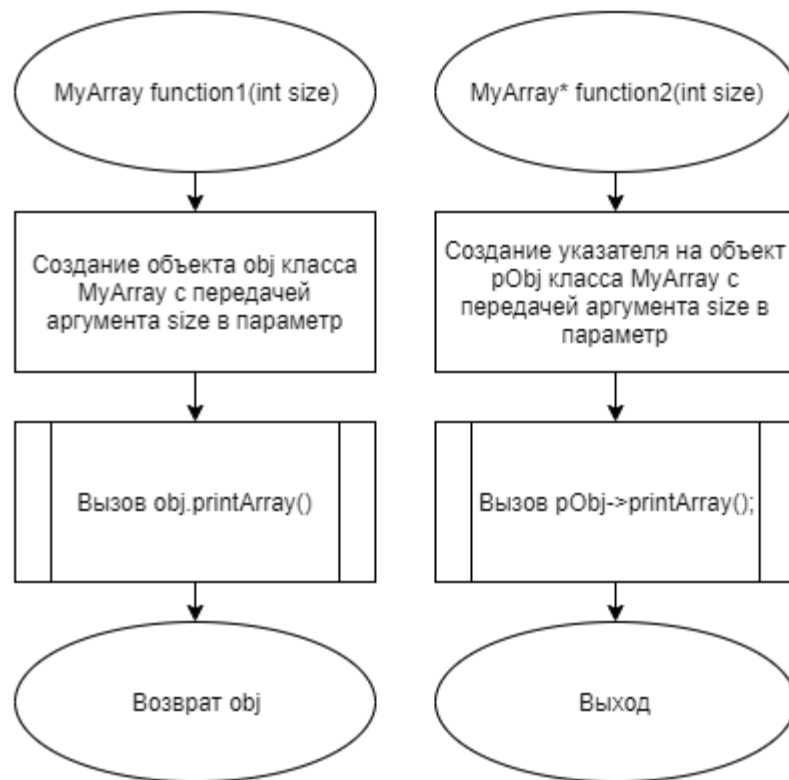 MyArray function1(int size)
Создание объекта obj класса
MyArray с передачей
аргумента size в параметр
Вызов obj.printArray()
Возврат obj
MyArray* function2(int size)
Создание указателя на объект
pObj класса MyArray с
передачей аргумента size в
параметр
Вызов pObj->printArray();
Выход